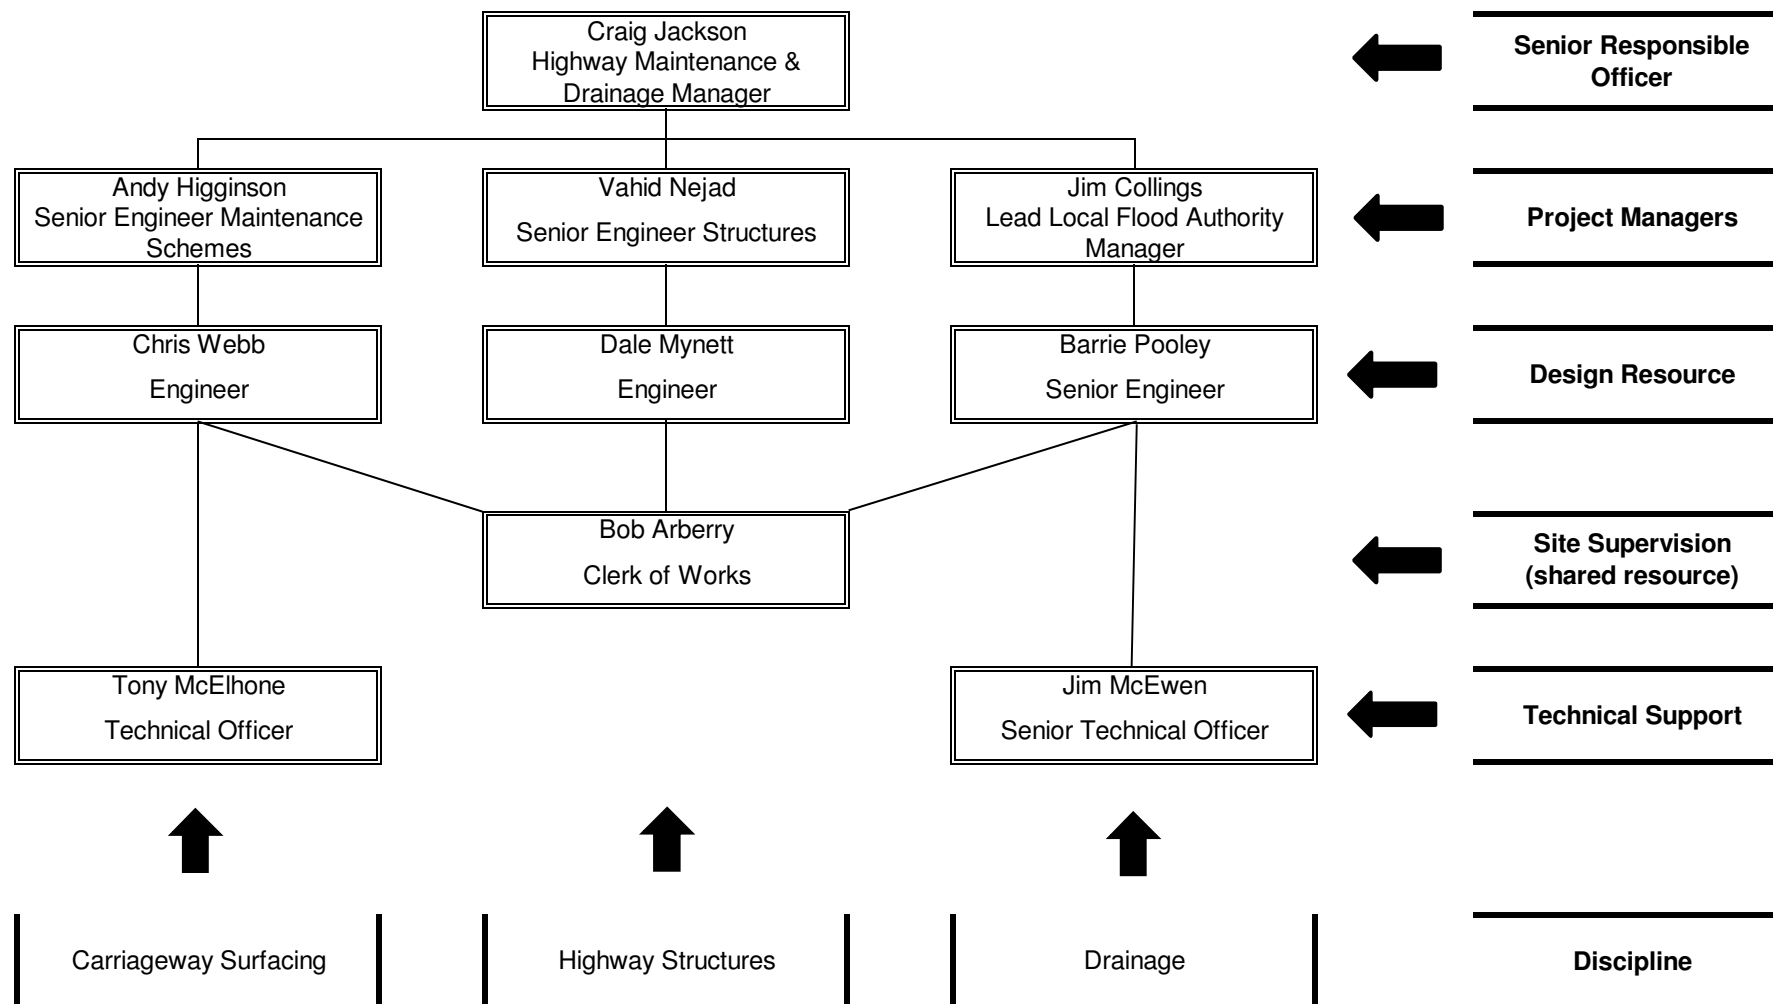 Craig Jackson
Highway Maintenance &
Drainage Manager
Senior Responsible
Officer
Andy Higginson
Senior Engineer Maintenance
Schemes
Vahid Nejad
Senior Engineer Structures
Jim Collings
Lead Local Flood Authority
Manager
Project Managers
Chris Webb
Engineer
Dale Mynett
Engineer
Barrie Pooley
Senior Engineer
Design Resource
Bob Arberry
Clerk of Works
Site Supervision
(shared resource)
Tony McElhone
Technical Officer
Jim McEwen
Senior Technical Officer
Technical Support
Carriageway Surfacing
Highway Structures
Drainage
Discipline